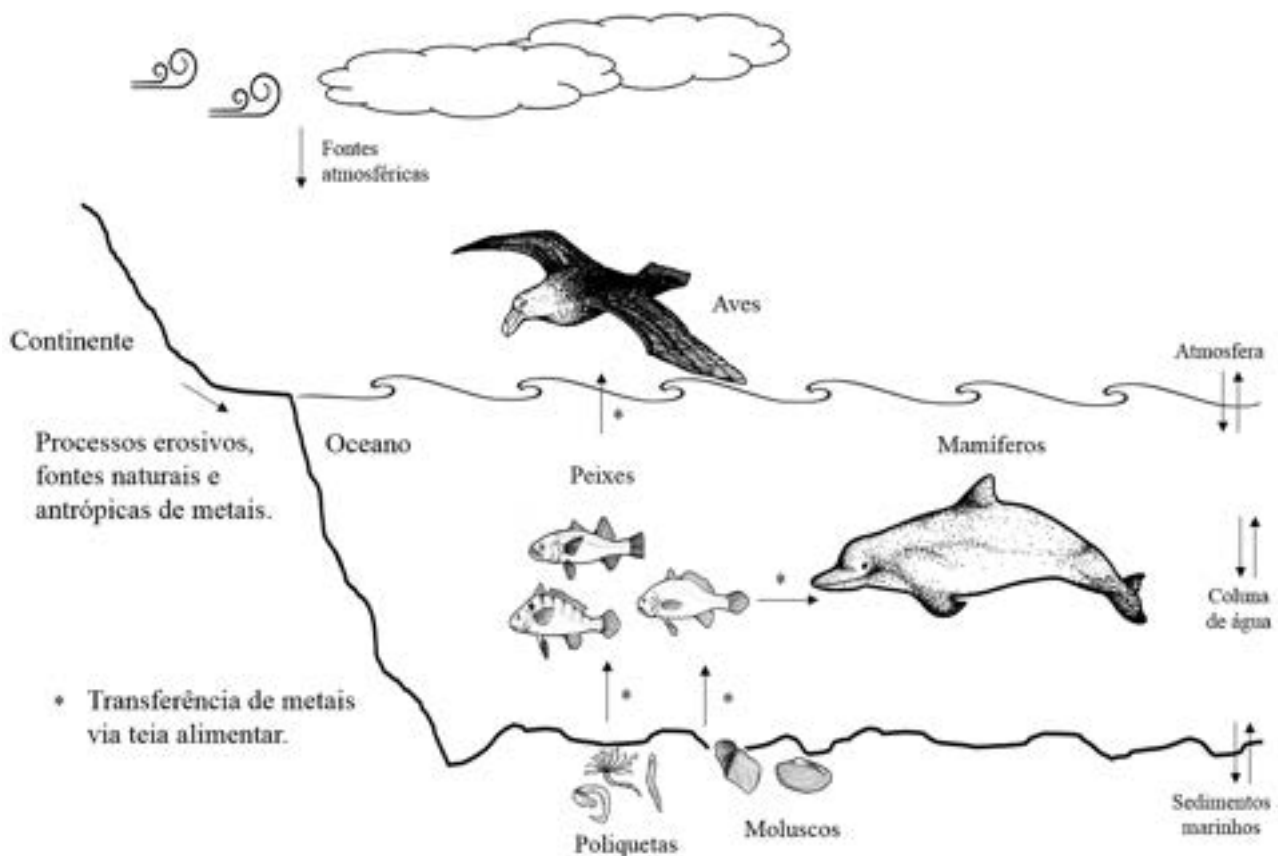 Fontes
atmosféricas
Aves
Continente
Atmosfera
Processos erosivos,
fontes naturais e
antrópicas de metais.
Oceano
Mamíferos
Peixes
*
*
Coluna
de água
* Transferência de metais
via teia alimentar.
*
*
Sedimentos
marinhos
Poliquetas
Moluscos